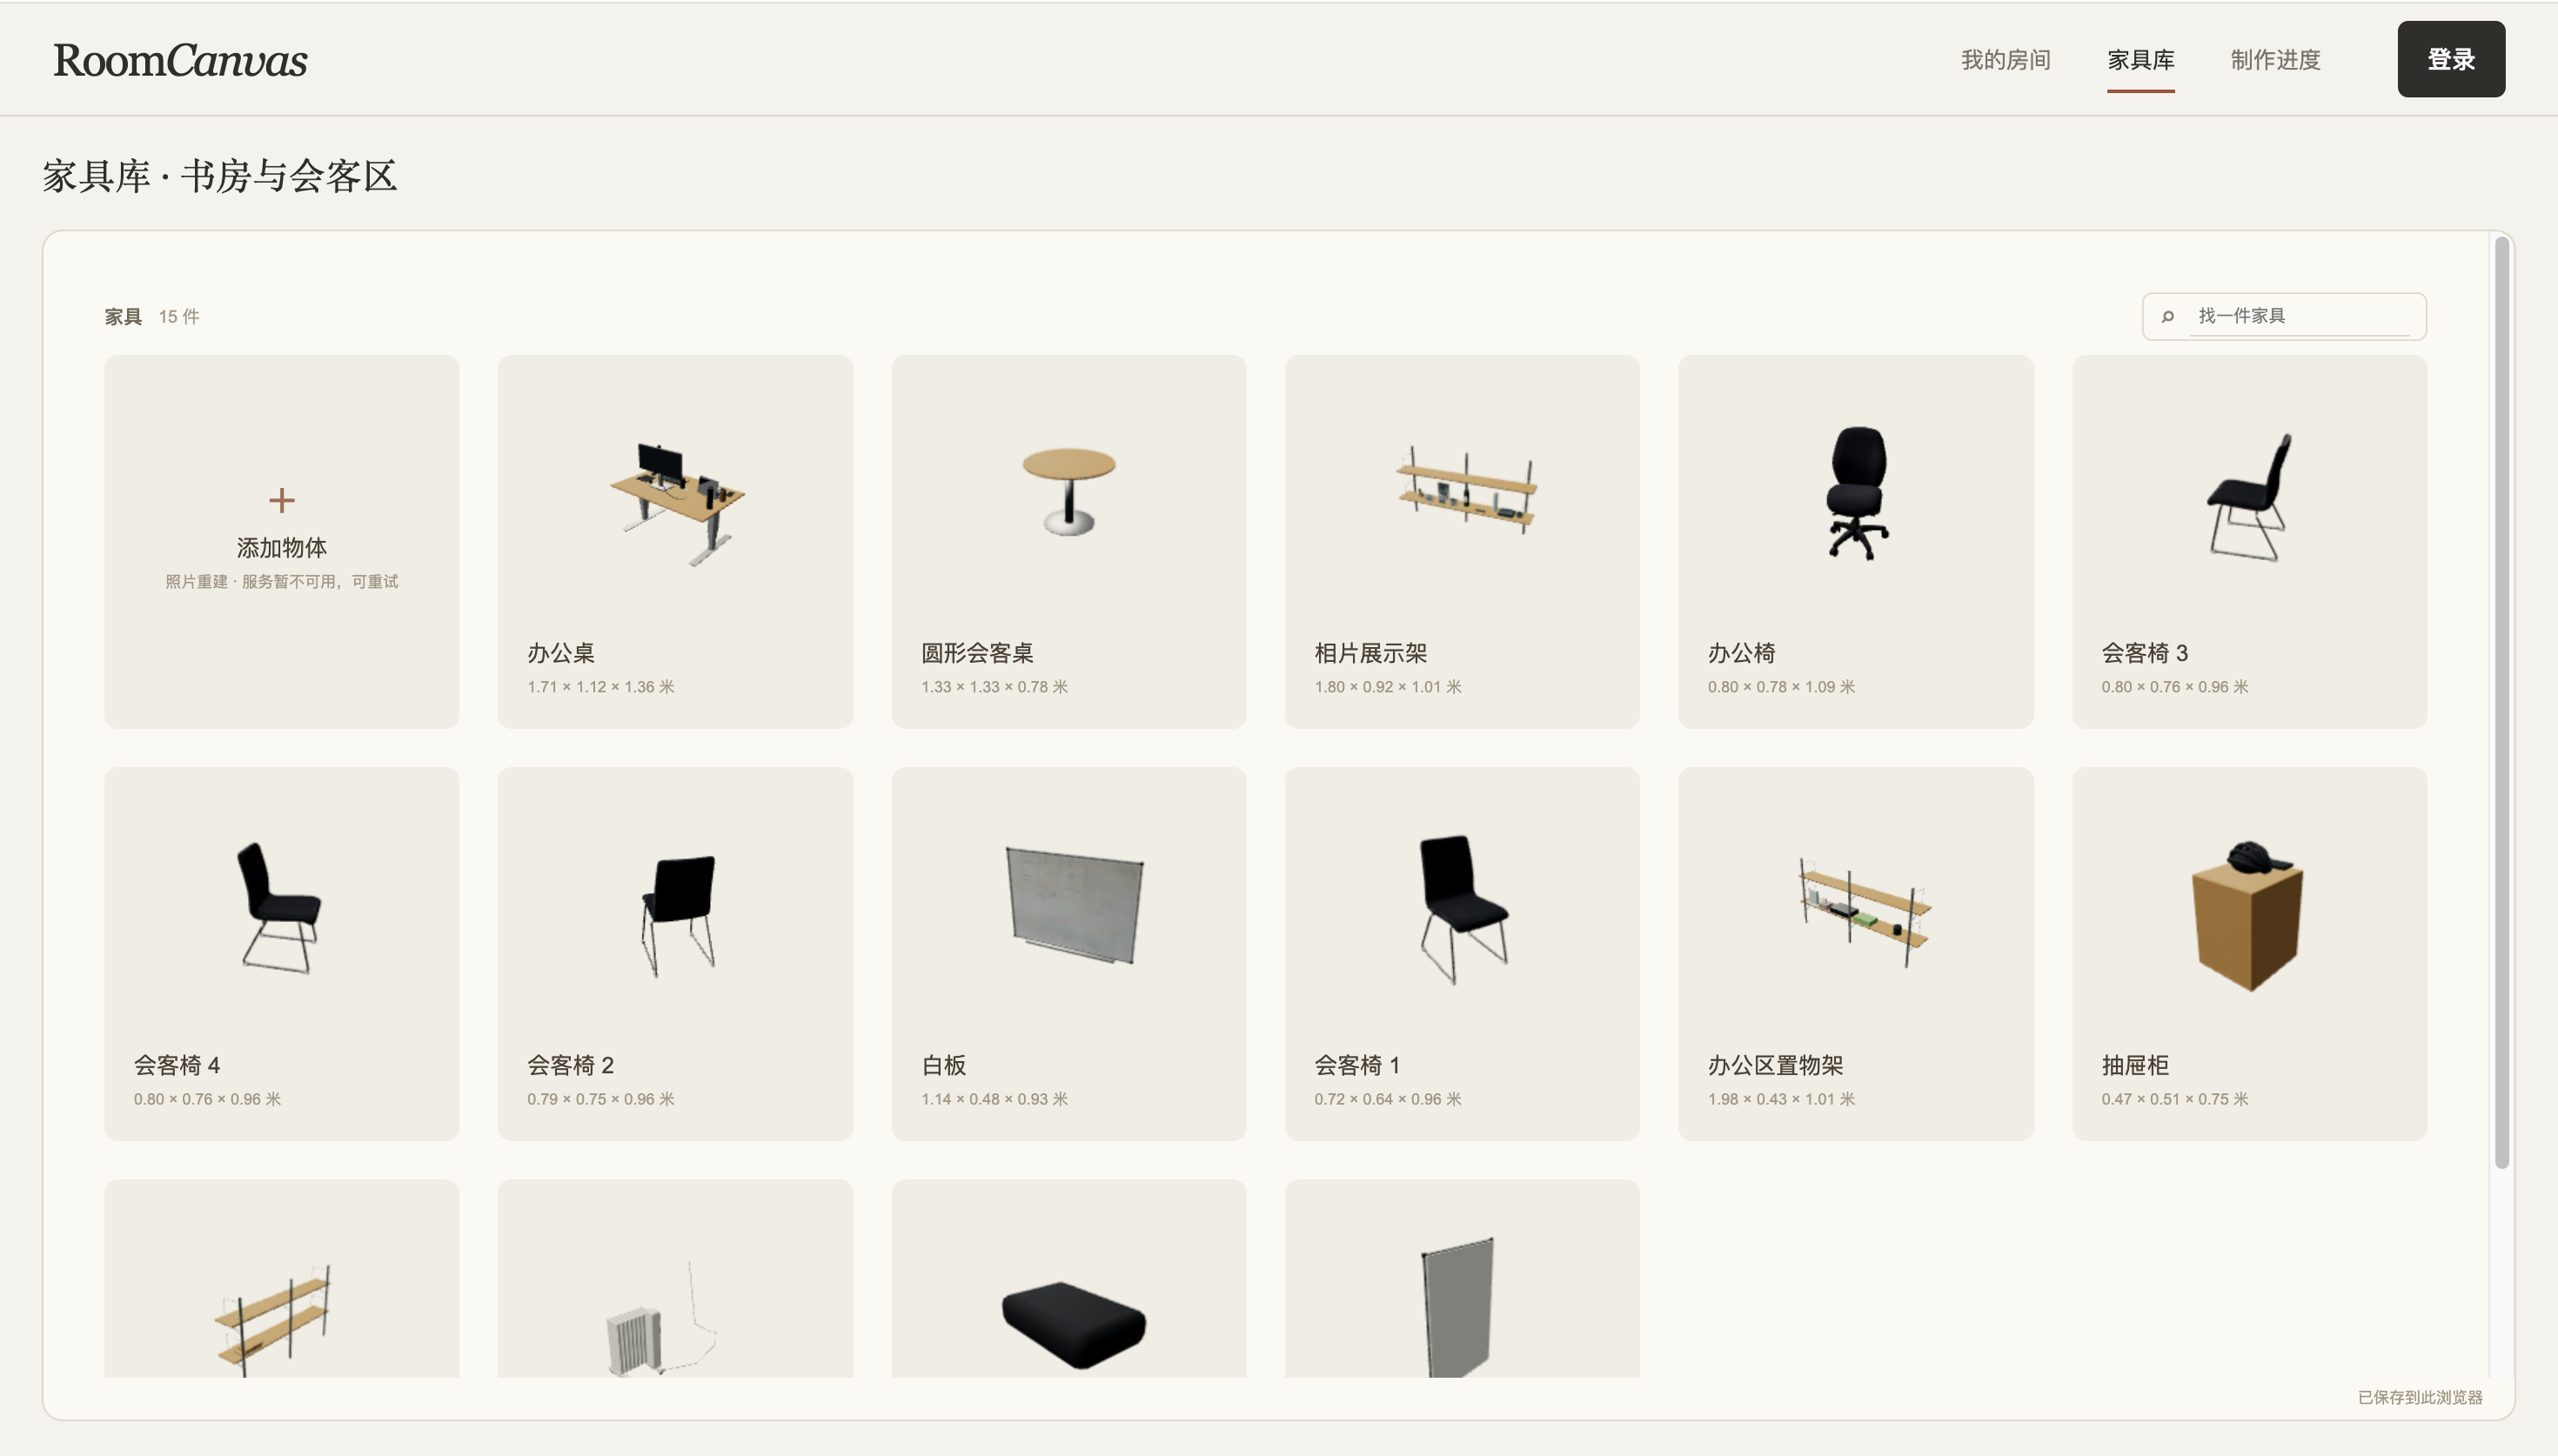 RoomCanvas
我的房间 家具库 制作进度 登录
家具库 · 书房与会客区
家具 15 件
找一件家具
添加物体
照片重建 · 服务暂不可用，可重试
办公桌
1.71 × 1.12 × 1.36 米
圆形会客桌
1.33 × 1.33 × 0.78 米
相片展示架
1.80 × 0.92 × 1.01 米
办公椅
0.80 × 0.78 × 1.09 米
会客椅 3
0.80 × 0.76 × 0.96 米
会客椅 4
0.80 × 0.76 × 0.96 米
会客椅 2
0.79 × 0.75 × 0.96 米
白板
1.14 × 0.48 × 0.93 米
会客椅 1
0.72 × 0.64 × 0.96 米
办公区置物架
1.98 × 0.43 × 1.01 米
抽屉柜
0.47 × 0.51 × 0.75 米
已保存到此浏览器